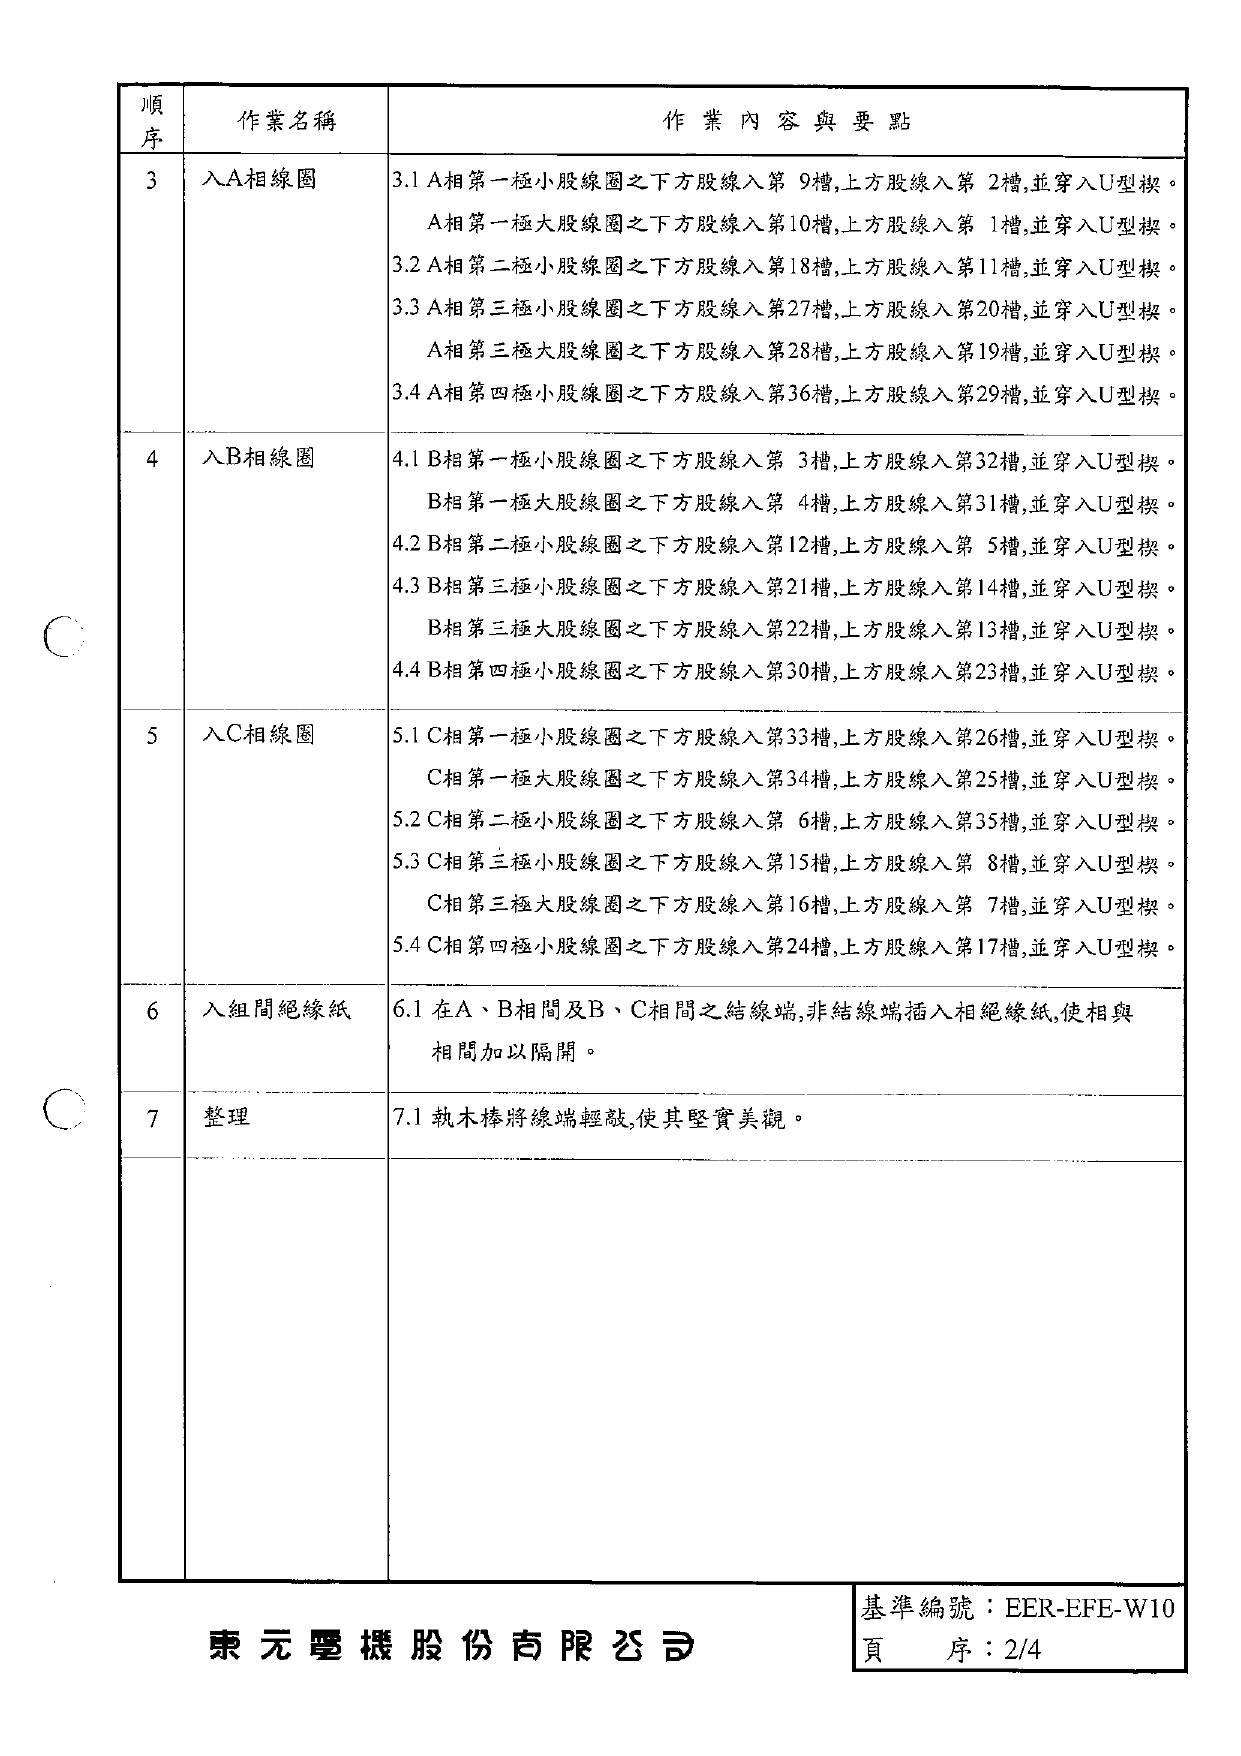 順序 作業名稱 作業內容與要點
3 入A相線圈 3.1 A相第一極小股線圈之下方股線入第 9槽,上方股線入第 2槽,並穿入U型楔。
A相第一極大股線圈之下方股線入第10槽,上方股線入第 1槽,並穿入U型楔。
3.2 A相第二極小股線圈之下方股線入第18槽,上方股線入第11槽,並穿入U型楔。
3.3 A相第三極小股線圈之下方股線入第27槽,上方股線入第20槽,並穿入U型楔。
A相第三極大股線圈之下方股線入第28槽,上方股線入第19槽,並穿入U型楔。
3.4 A相第四極小股線圈之下方股線入第36槽,上方股線入第29槽,並穿入U型楔。
4 入B相線圈 4.1 B相第一極小股線圈之下方股線入第 3槽,上方股線入第32槽,並穿入U型楔。
B相第一極大股線圈之下方股線入第 4槽,上方股線入第31槽,並穿入U型楔。
4.2 B相第二極小股線圈之下方股線入第12槽,上方股線入第 5槽,並穿入U型楔。
4.3 B相第三極小股線圈之下方股線入第21槽,上方股線入第14槽,並穿入U型楔。
B相第三極大股線圈之下方股線入第22槽,上方股線入第13槽,並穿入U型楔。
4.4 B相第四極小股線圈之下方股線入第30槽,上方股線入第23槽,並穿入U型楔。
5 入C相線圈 5.1 C相第一極小股線圈之下方股線入第33槽,上方股線入第26槽,並穿入U型楔。
C相第一極大股線圈之下方股線入第34槽,上方股線入第25槽,並穿入U型楔。
5.2 C相第二極小股線圈之下方股線入第 6槽,上方股線入第35槽,並穿入U型楔。
5.3 C相第三極小股線圈之下方股線入第15槽,上方股線入第 8槽,並穿入U型楔。
C相第三極大股線圈之下方股線入第16槽,上方股線入第 7槽,並穿入U型楔。
5.4 C相第四極小股線圈之下方股線入第24槽,上方股線入第17槽,並穿入U型楔。
6 入組間絕緣紙 6.1 在A、B相間及B、C相間之結線端,非結線端插入相絕緣紙,使相與
相間加以隔開。
7 整理 7.1 執木棒將線端輕敲,使其堅實美觀。
基準編號:EER-EFE-W10
東元電機股份有限公司 頁 序:2/4